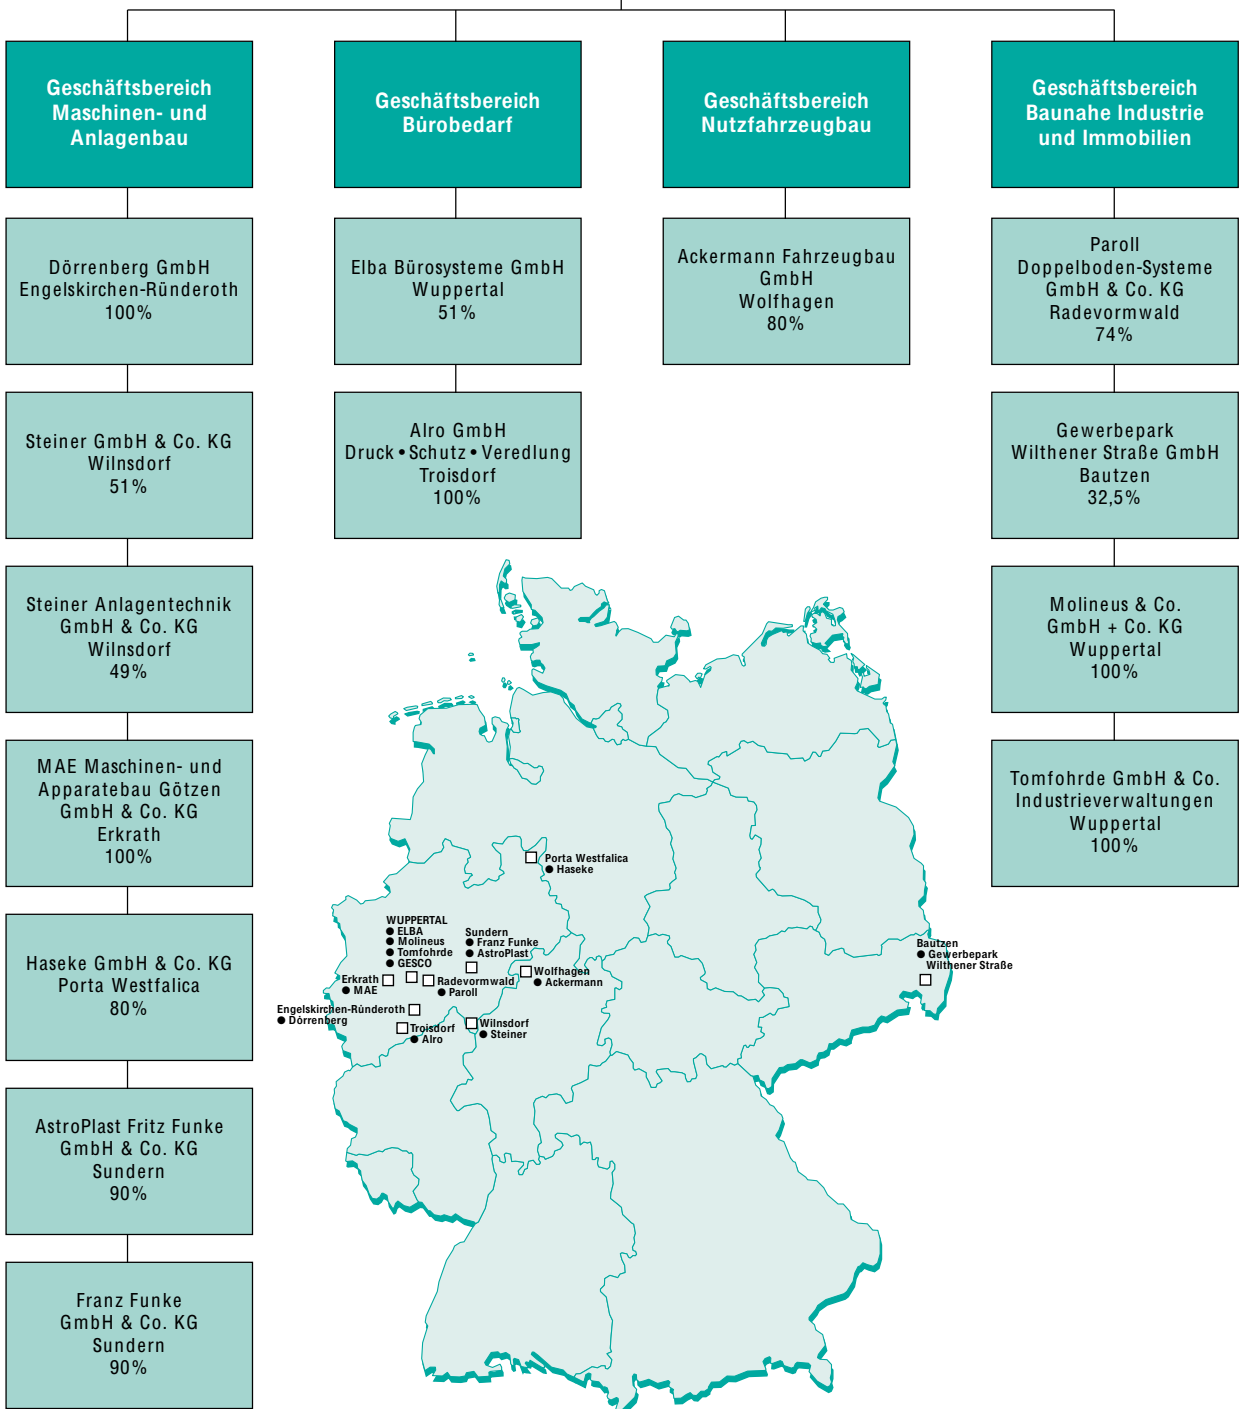 Geschäftsbereich
Maschinen- und
Anlagenbau
Dörrenberg GmbH
Engelskirchen-Ründeroth
100%
Steiner GmbH & Co. KG
Wilnsdorf
51%
Steiner Anlagentechnik
GmbH & Co. KG
Wilnsdorf
49%
MAE Maschinen- und
Apparatebau Götzen
GmbH & Co. KG
Erkrath
100%
Haseke GmbH & Co. KG
Porta Westfalica
80%
AstroPlast Fritz Funke
GmbH & Co. KG
Sundern
90%
Franz Funke
GmbH & Co. KG
Sundern
90%
Geschäftsbereich
Bürobedarf
Elba Bürosysteme GmbH
Wuppertal
51%
Alro GmbH
Druck • Schutz • Veredlung
Troisdorf
100%
Geschäftsbereich
Nutzfahrzeugbau
Ackermann Fahrzeugbau
GmbH
Wolfhagen
80%
Geschäftsbereich
Baunahe Industrie
und Immobilien
Paroll
Doppelboden-Systeme
GmbH & Co. KG
Radevormwald
74%
Gewerbepark
Wilthener Straße GmbH
Bautzen
32,5%
Molineus & Co.
GmbH + Co. KG
Wuppertal
100%
Tomfohrde GmbH & Co.
Industrieverwaltungen
Wuppertal
100%
Porta Westfalica
• Haseke
WUPPERTAL
• ELBA
• Molineus
• Tomfohrde
• GESCO
Sundern
• Franz Funke
• AstroPlast
Erkrath
• MAE
Radevormwald
• Paroll
Wolfhagen
• Ackermann
Engelskirchen-Ründeroth
• Dörrenberg
Troisdorf
• Alro
Wilnsdorf
• Steiner
Bautzen
• Gewerbepark
Wilthener Straße